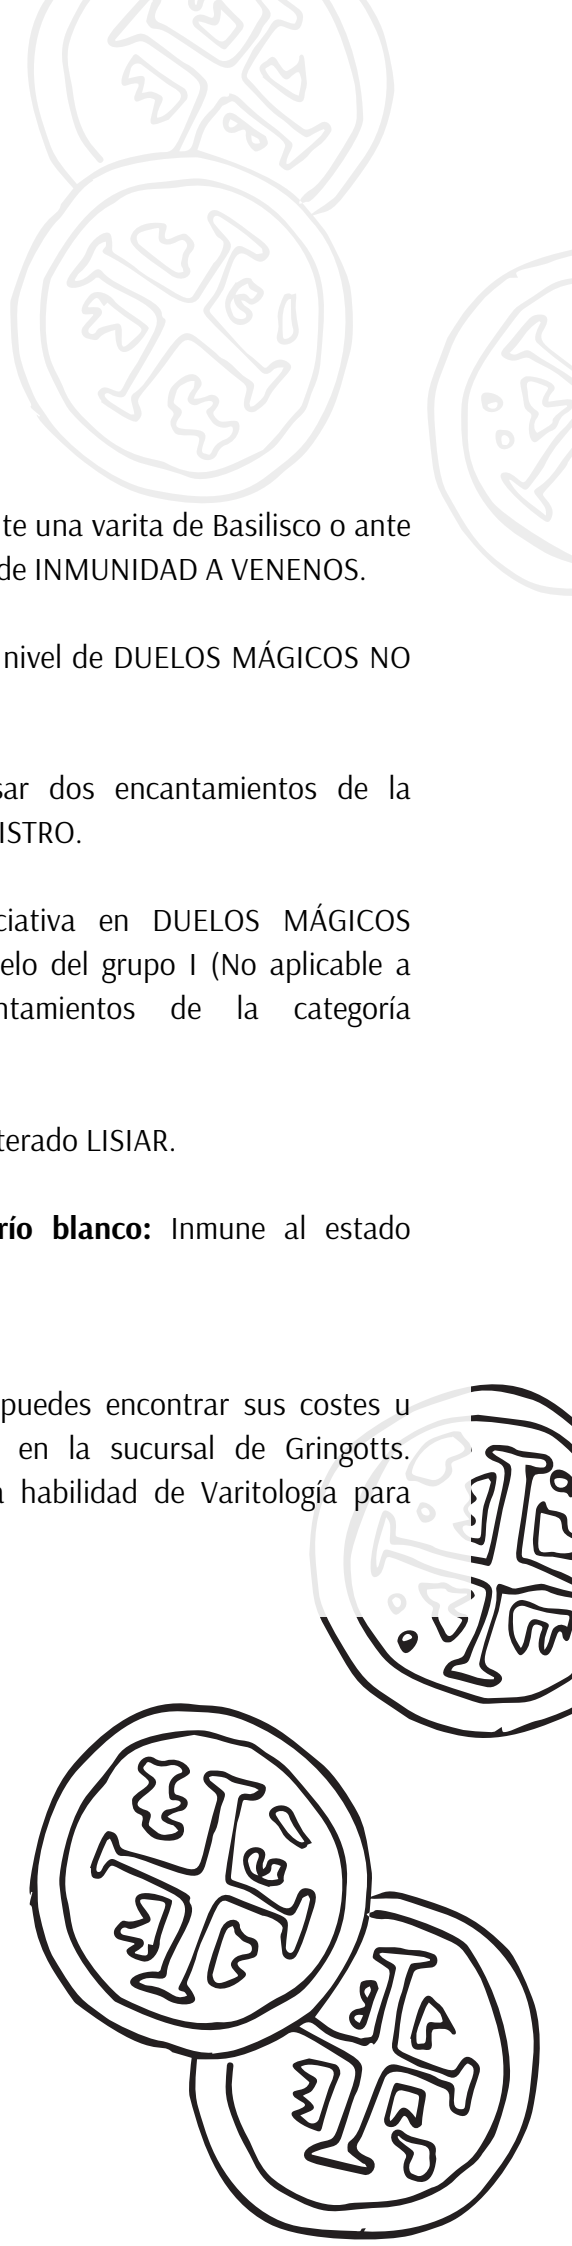 te una varita de Basilisco o ante
de INMUNIDAD A VENENOS.
nivel de DUELOS MÁGICOS NO
sar dos encantamientos de la
ISTRO.
ciativa en DUELOS MÁGICOS
elo del grupo I (No aplicable a
ntamientos de la categoría
terado LISIAR.
río blanco: Inmune al estado
puedes encontrar sus costes u
en la sucursal de Gringotts.
a habilidad de Varitología para